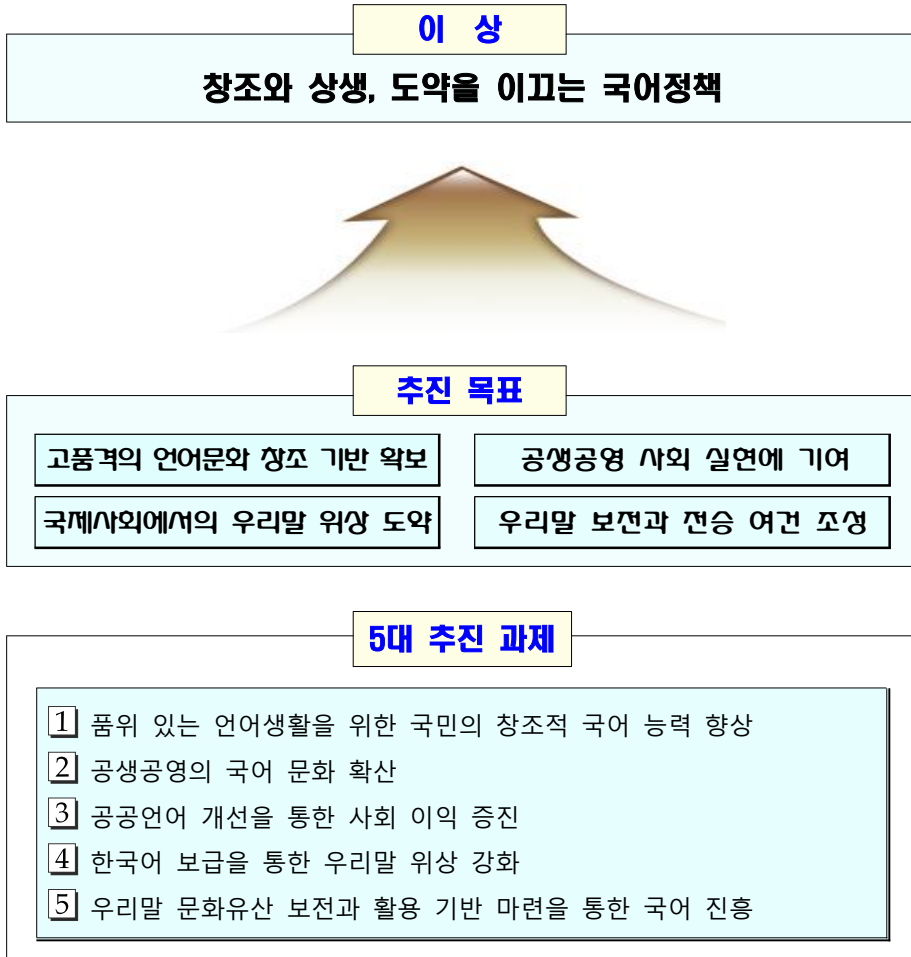 이 상
창조와 상생, 도약을 이끄는 국어정책
추진 목표
고품격의 언어문화 창조 기반 확보
공생공영 사회 실현에 기여
국제사회에서의 우리말 위상 도약
우리말 보전과 전승 여건 조성
5대 추진 과제
1 품위 있는 언어생활을 위한 국민의 창조적 국어 능력 향상
2 공생공영의 국어 문화 확산
3 공공언어 개선을 통한 사회 이익 증진
4 한국어 보급을 통한 우리말 위상 강화
5 우리말 문화유산 보전과 활용 기반 마련을 통한 국어 진흥